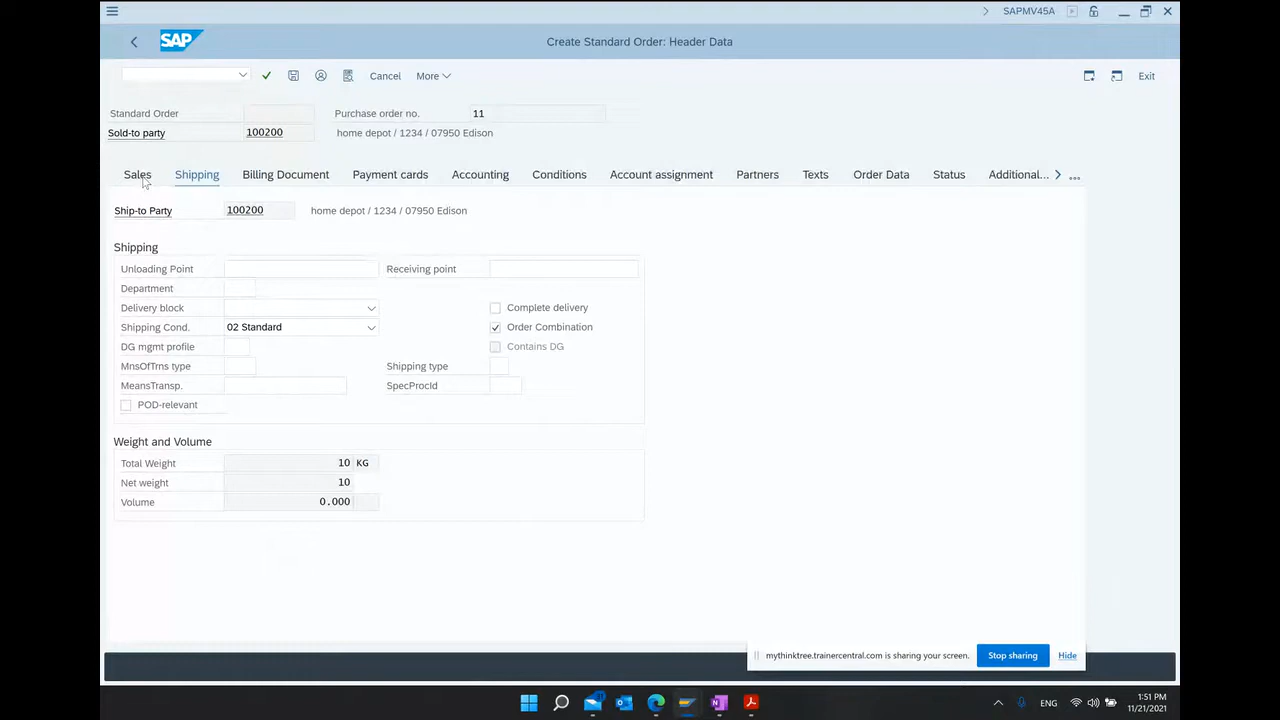 SAPMV45A
SAP
Create Standard Order: Header Data
Cancel
More
Exit
Standard Order
Purchase order no.
11
Sold-to party
100200
home depot / 1234 / 07950 Edison
Sales
Shipping
Billing Document
Payment cards
Accounting
Conditions
Account assignment
Partners
Texts
Order Data
Status
Additional...
Ship-to Party
100200
home depot / 1234 / 07950 Edison
Shipping
Unloading Point
Receiving point
Department
Delivery block
Complete delivery
Shipping Cond.
02 Standard
Order Combination
DG mgmt profile
Contains DG
MnsOfTrns type
Shipping type
MeansTransp.
SpecProcId
POD-relevant
Weight and Volume
Total Weight
10 KG
Net weight
10
Volume
0.000
mythinktree.trainercentral.com is sharing your screen.
Stop sharing
Hide
ENG
1:51 PM
11/21/2021